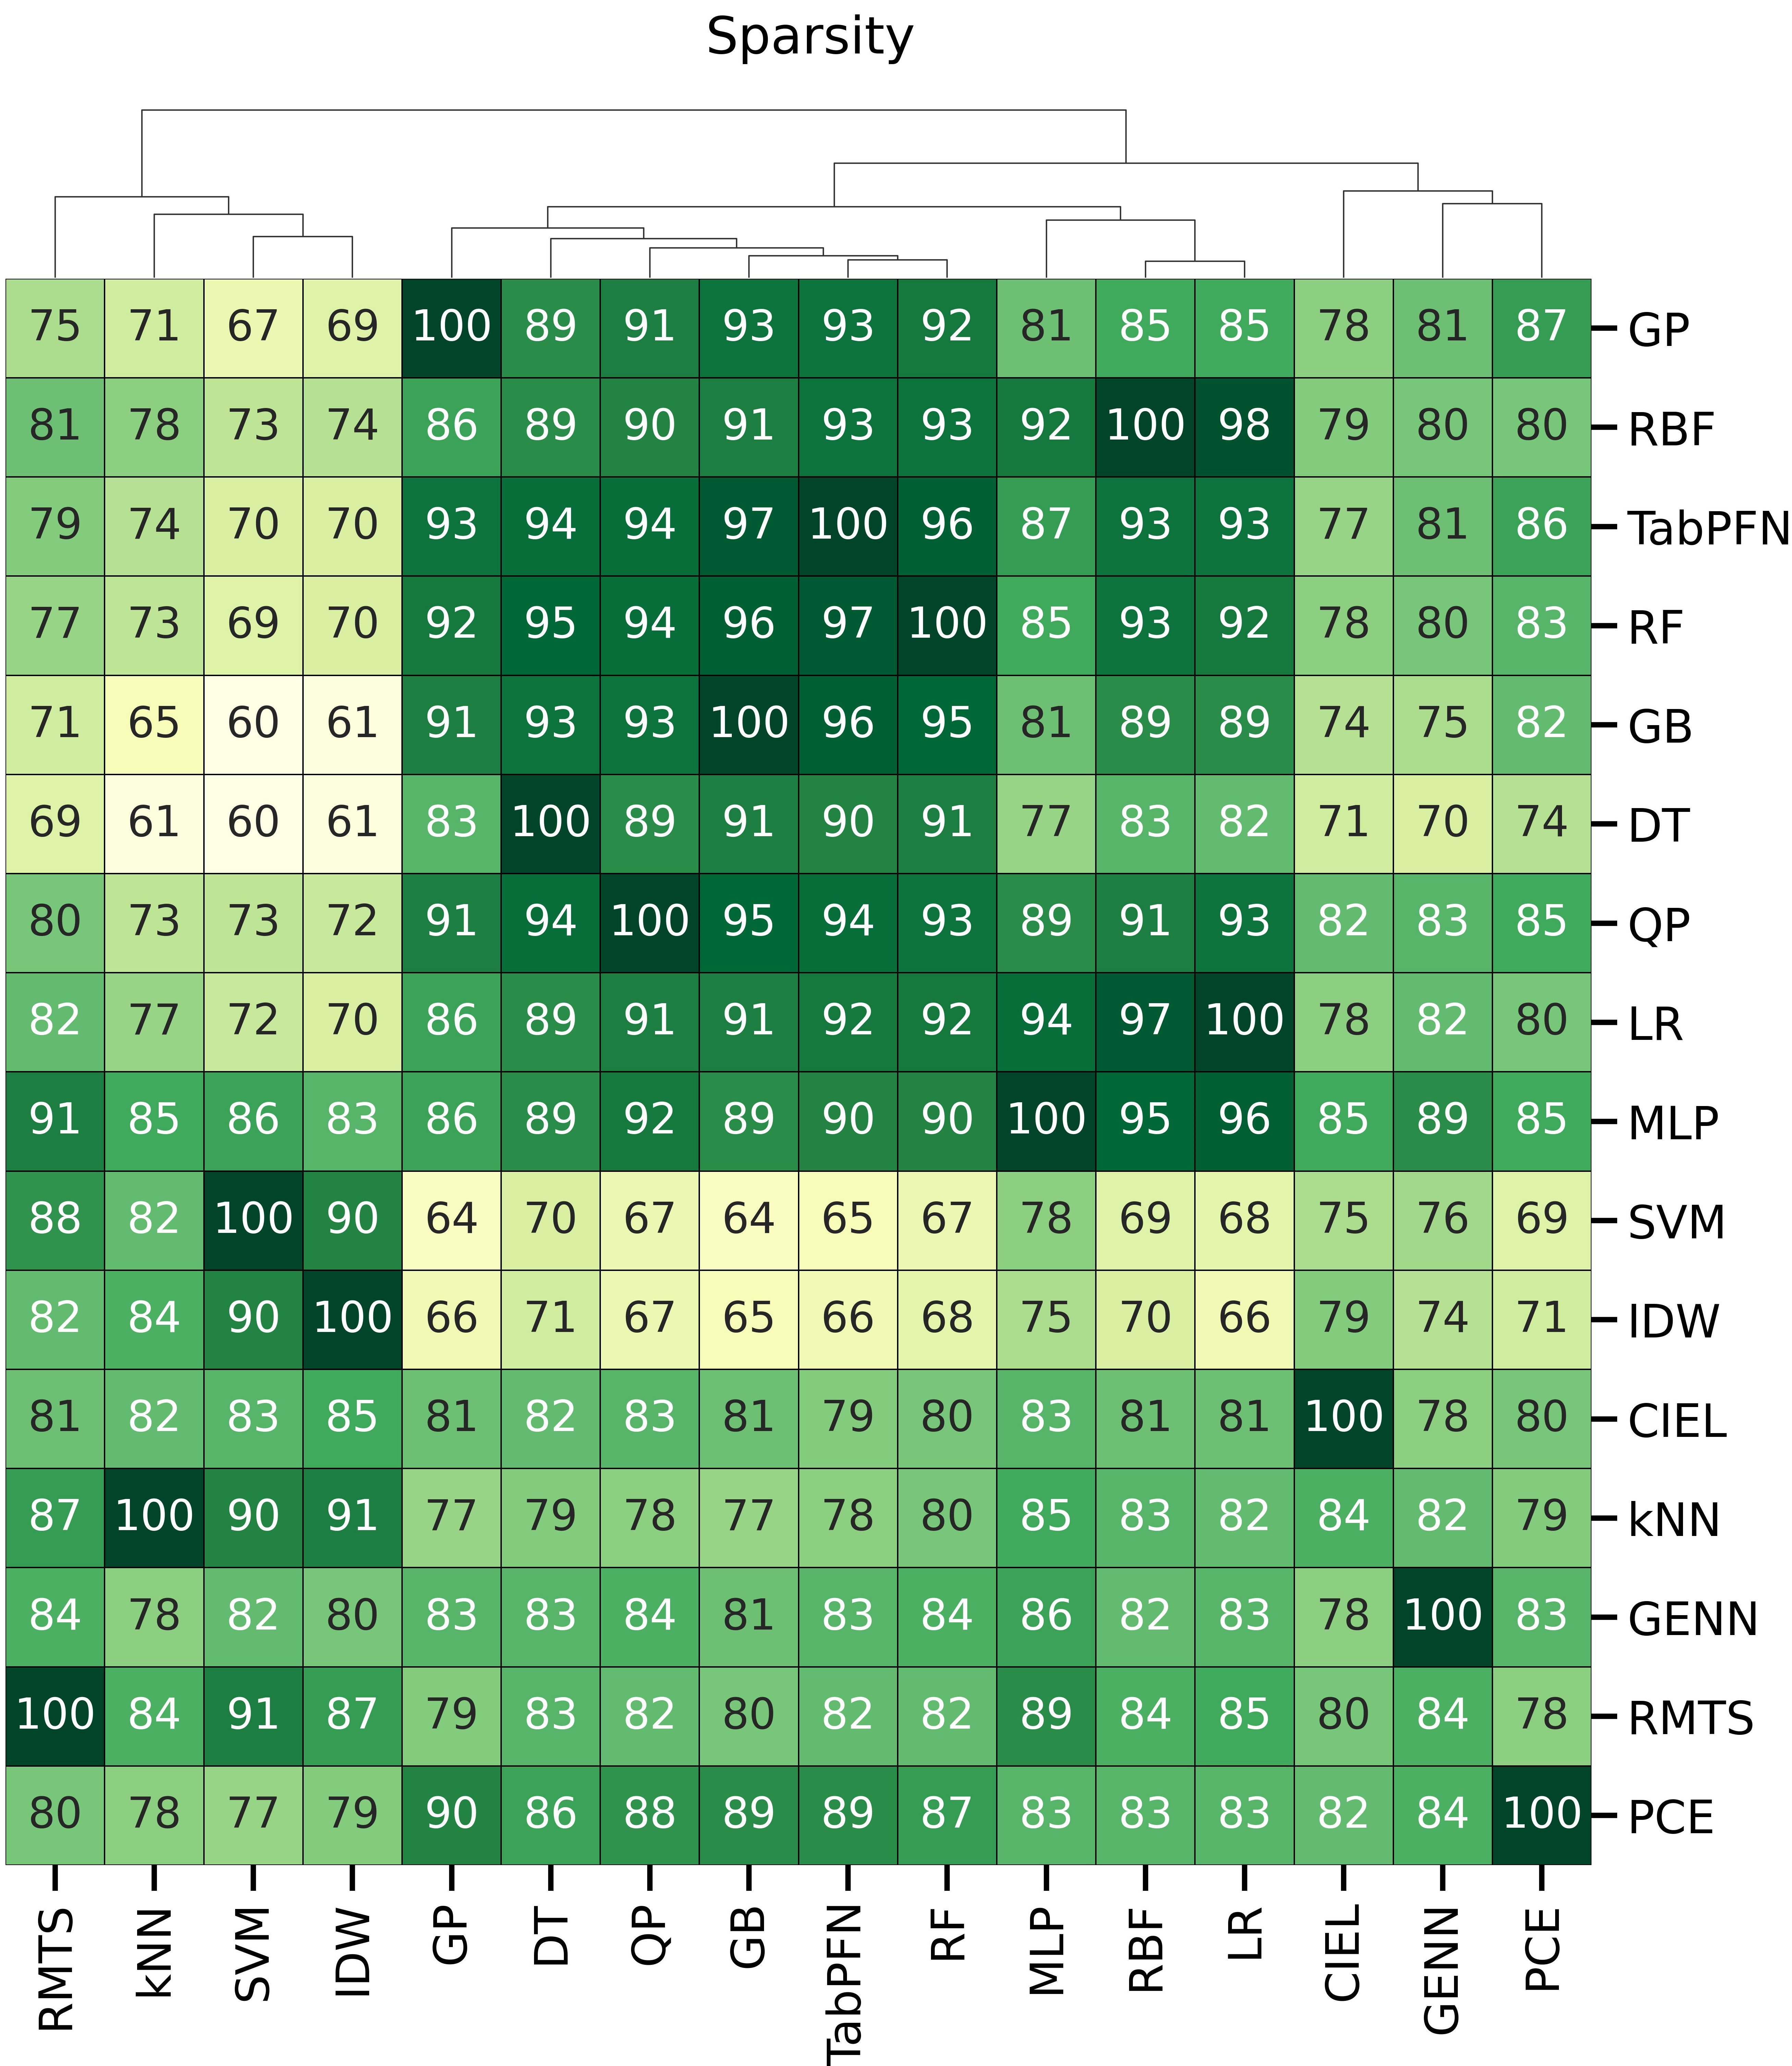 Sparsity
75 71 67 69 100 89 91 93 93 92 81 85 85 78 81 87 GP
81 78 73 74 86 89 90 91 93 93 92 100 98 79 80 80 RBF
79 74 70 70 93 94 94 97 100 96 87 93 93 77 81 86 TabPFN
77 73 69 70 92 95 94 96 97 100 85 93 92 78 80 83 RF
71 65 60 61 91 93 93 100 96 95 81 89 89 74 75 82 GB
69 61 60 61 83 100 89 91 90 91 77 83 82 71 70 74 DT
80 73 73 72 91 94 100 95 94 93 89 91 93 82 83 85 QP
82 77 72 70 86 89 91 91 92 92 94 97 100 78 82 80 LR
91 85 86 83 86 89 92 89 90 90 100 95 96 85 89 85 MLP
88 82 100 90 64 70 67 64 65 67 78 69 68 75 76 69 SVM
82 84 90 100 66 71 67 65 66 68 75 70 66 79 74 71 IDW
81 82 83 85 81 82 83 81 79 80 83 81 81 100 78 80 CIEL
87 100 90 91 77 79 78 77 78 80 85 83 82 84 82 79 kNN
84 78 82 80 83 83 84 81 83 84 86 82 83 78 100 83 GENN
100 84 91 87 79 83 82 80 82 82 89 84 85 80 84 78 RMTS
80 78 77 79 90 86 88 89 89 87 83 83 83 82 84 100 PCE
RMTS kNN SVM IDW GP DT QP GB TabPFN RF MLP RBF LR CIEL GENN PCE